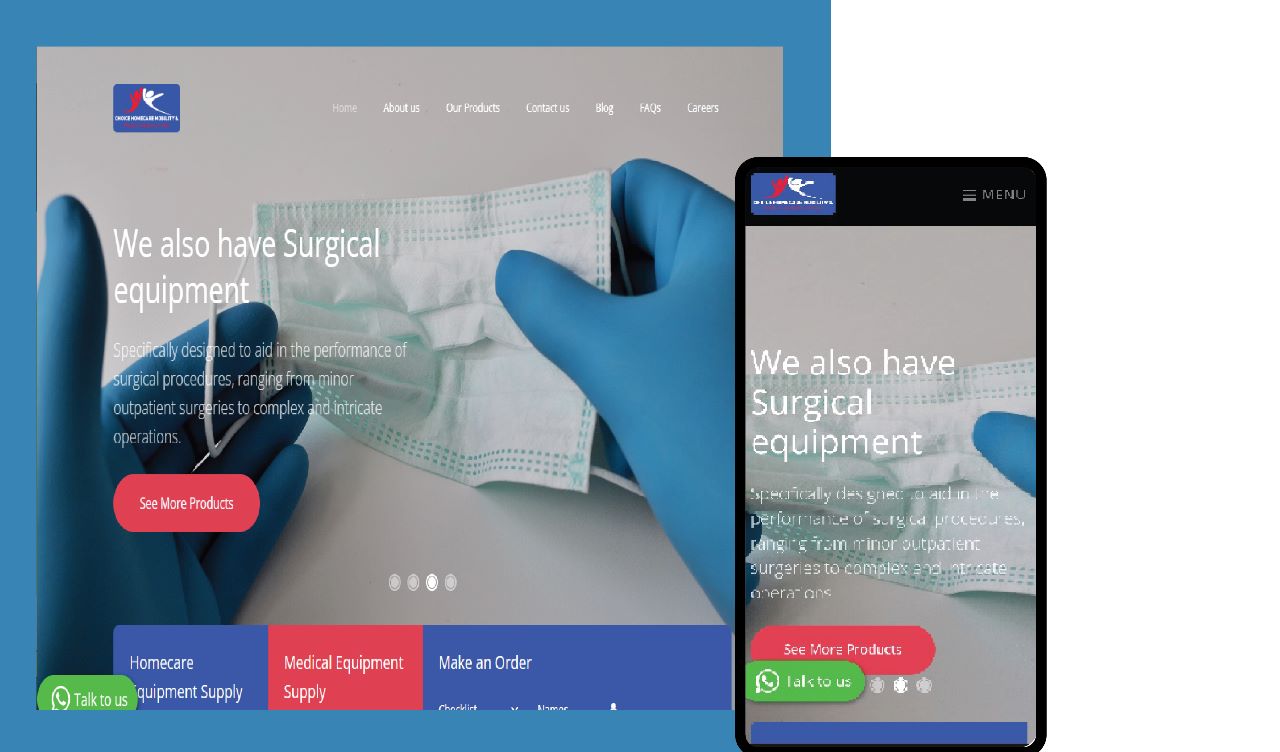 CHOICE HOMECARE MOBILITY &
Home
About us
Our Products
Contact us
Blog
FAQs
Careers
We also have Surgical
equipment
Specifically designed to aid in the performance of
surgical procedures, ranging from minor
outpatient surgeries to complex and intricate
operations.
See More Products
Homecare
Equipment Supply
Medical Equipment
Supply
Make an Order
Checklist
Names
Talk to us
MENU
We also have
Surgical
equipment
Specifically designed to aid in the
performance of surgical procedures,
ranging from minor outpatient
surgeries to complex and intricate
operations.
See More Products
Talk to us